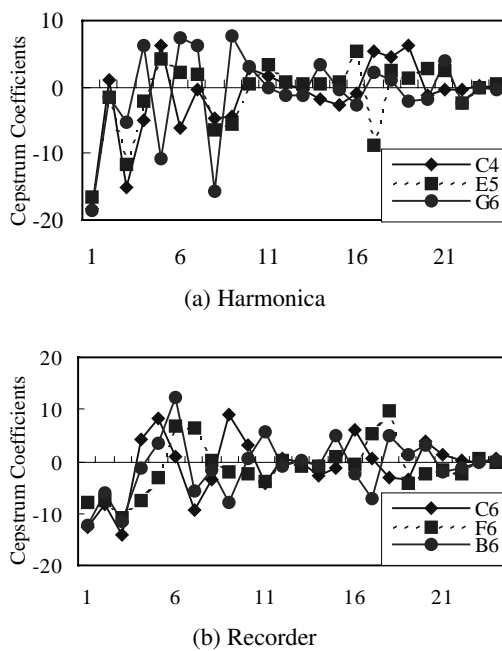 Cepstrum Coefficients
10
0
-10
-20
1 6 11 16 21
C4
E5
G6
(a) Harmonica
Cepstrum Coefficients
20
10
0
-10
-20
1 6 11 16 21
C6
F6
B6
(b) Recorder